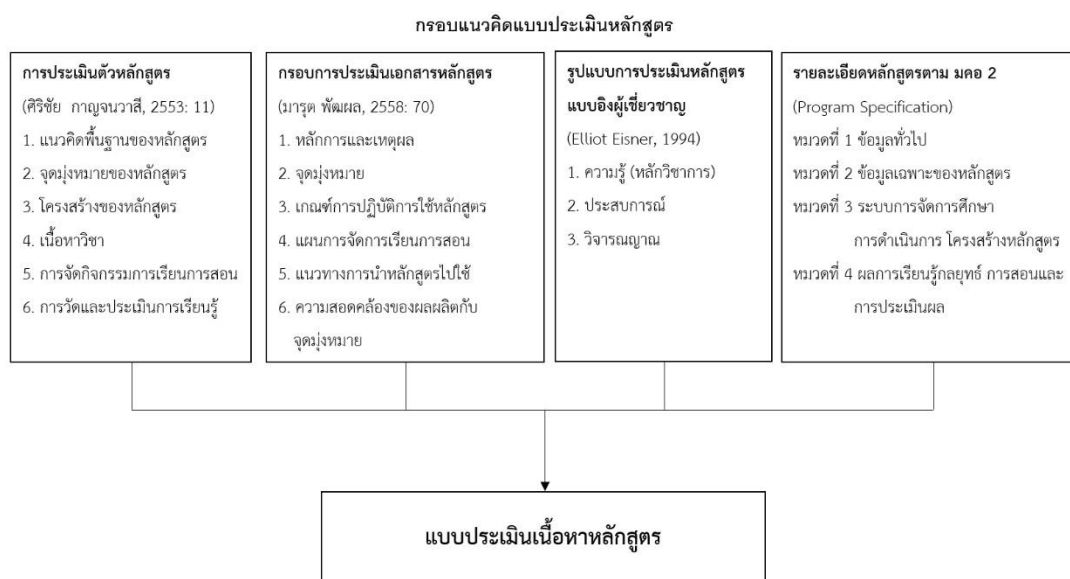 กรอบแนวคิดแบบประเมินหลักสูตร
การประเมินตัวหลักสูตร
(ศิริชัย กาญจนวาสี, 2553: 11)
1. แนวคิดพื้นฐานของหลักสูตร
2. จุดมุ่งหมายของหลักสูตร
3. โครงสร้างของหลักสูตร
4. เนื้อหาวิชา
5. การจัดกิจกรรมการเรียนการสอน
6. การวัดและประเมินการเรียนรู้
กรอบการประเมินเอกสารหลักสูตร
(มารุต พัฒผล, 2558: 70)
1. หลักการและเหตุผล
2. จุดมุ่งหมาย
3. เกณฑ์การปฏิบัติการใช้หลักสูตร
4. แผนการจัดการเรียนการสอน
5. แนวทางการนำหลักสูตรไปใช้
6. ความสอดคล้องของผลผลิตกับ
จุดมุ่งหมาย
รูปแบบการประเมินหลักสูตร
แบบอิงผู้เชี่ยวชาญ
(Elliot Eisner, 1994)
1. ความรู้ (หลักวิชาการ)
2. ประสบการณ์
3. วิจารณญาณ
รายละเอียดหลักสูตรตาม มคอ 2
(Program Specification)
หมวดที่ 1 ข้อมูลทั่วไป
หมวดที่ 2 ข้อมูลเฉพาะของหลักสูตร
หมวดที่ 3 ระบบการจัดการศึกษา
การดำเนินการ โครงสร้างหลักสูตร
หมวดที่ 4 ผลการเรียนรู้กลยุทธ์ การสอนและ
การประเมินผล
แบบประเมินเนื้อหาหลักสูตร